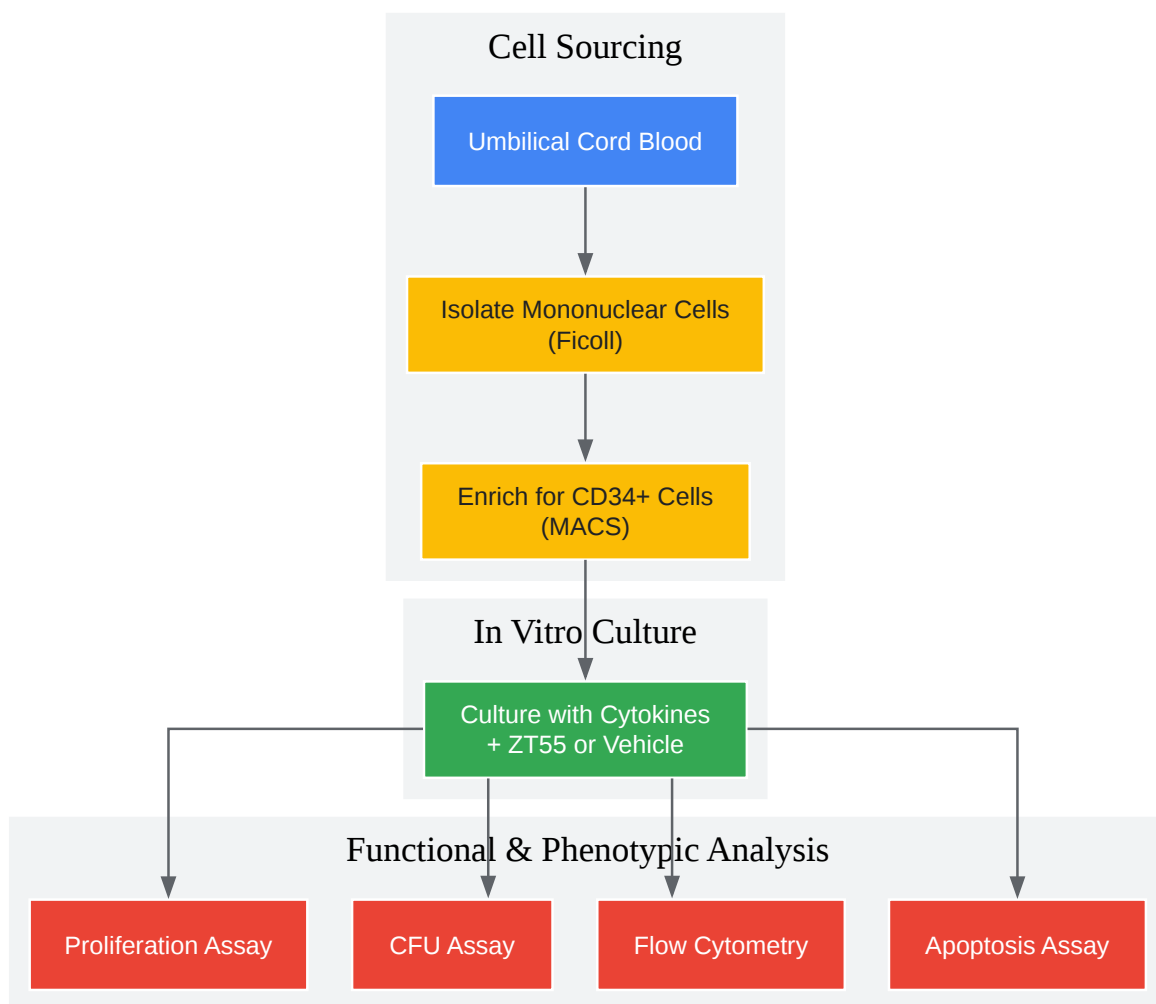 Cell Sourcing
Umbilical Cord Blood
Isolate Mononuclear Cells
(Ficoll)
Enrich for CD34+ Cells
(MACS)
In Vitro Culture
Culture with Cytokines
+ ZT55 or Vehicle
Functional & Phenotypic Analysis
Proliferation Assay
CFU Assay
Flow Cytometry
Apoptosis Assay